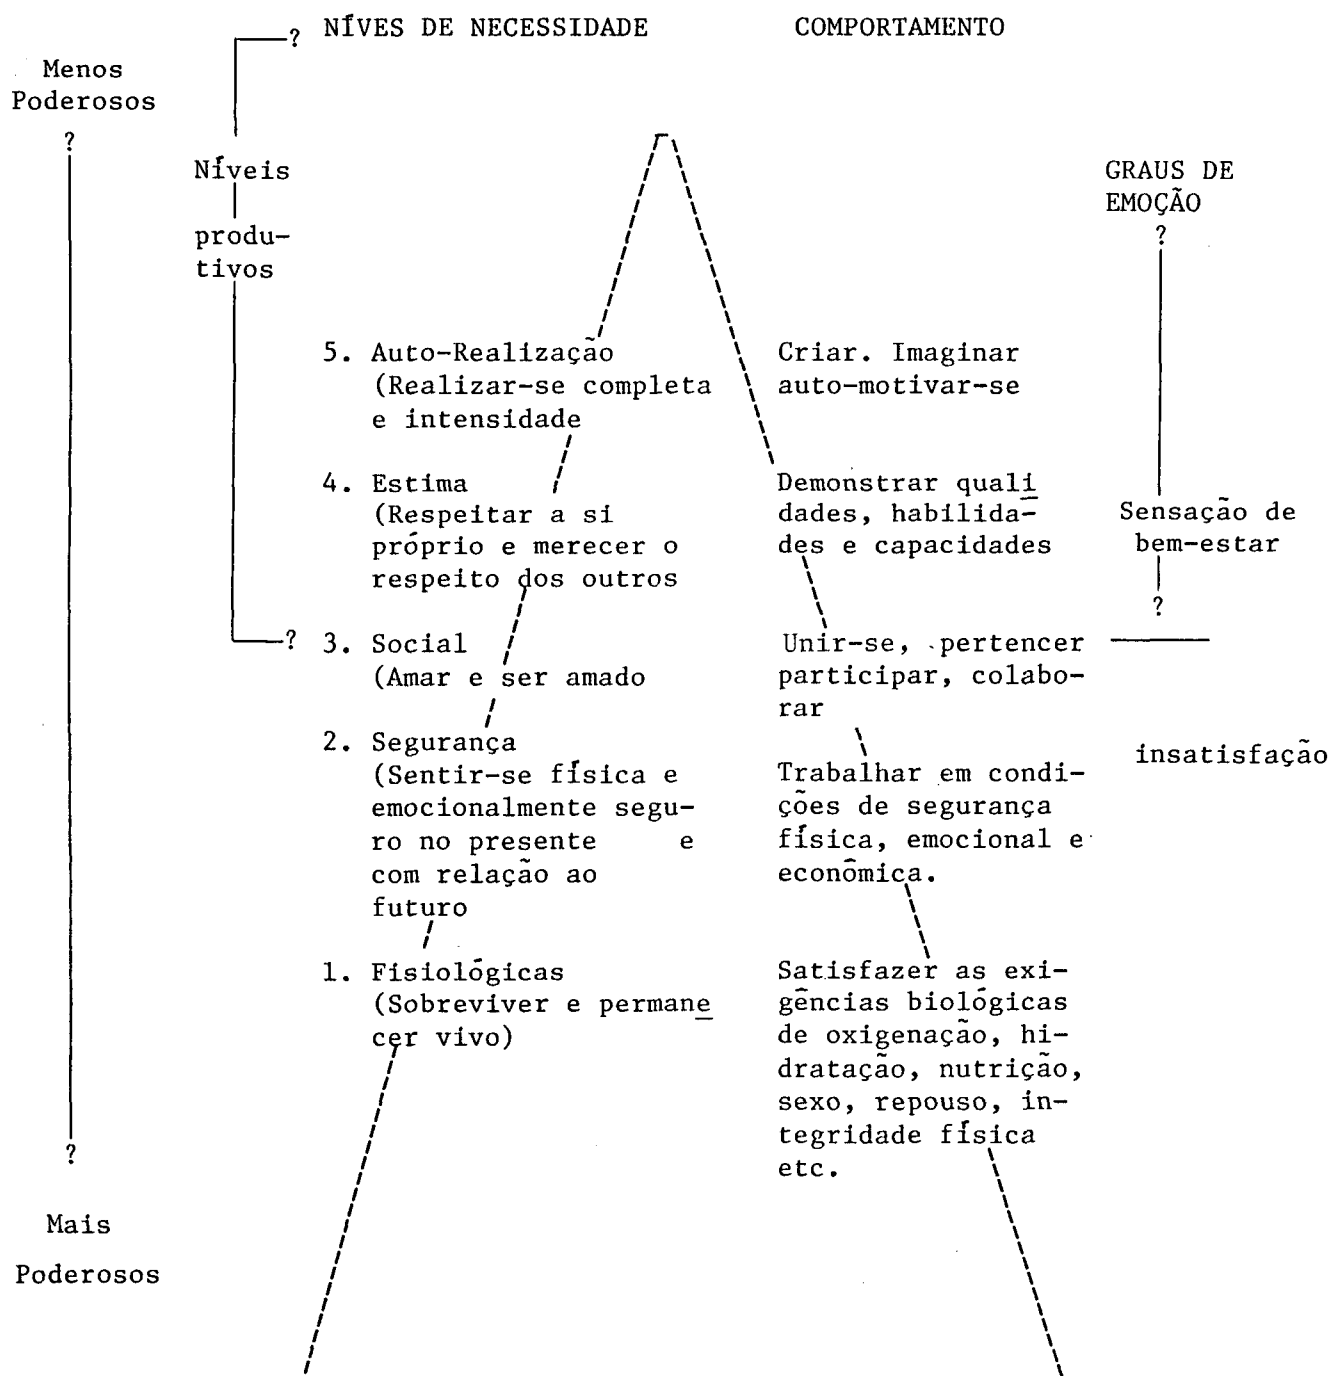 NÍVES DE NECESSIDADE
COMPORTAMENTO
?
Menos
Poderosos
?
Níveis
produ-
tivos
?
GRAUS DE
EMOÇÃO
?
5. Auto-Realização
(Realizar-se completa
e intensidade
Criar. Imaginar
auto-motivar-se
4. Estima
(Respeitar a si
próprio e merecer o
respeito dos outros
Demonstrar quali
dades, habilida-
des e capacidades
Sensação de
bem-estar
?
3. Social
(Amar e ser amado
Unir-se, pertencer
participar, colabo-
rar
2. Segurança
(Sentir-se física e
emocionalmente segu-
ro no presente e
com relação ao
futuro
Trabalhar em condi-
ções de segurança
física, emocional e
econômica.
insatisfação
1. Fisiológicas
(Sobreviver e permane
cer vivo)
Satisfazer as exi-
gências biológicas
de oxigenação, hi-
dratação, nutrição,
sexo, repouso, in-
tegridade física
etc.
?
Mais
Poderosos